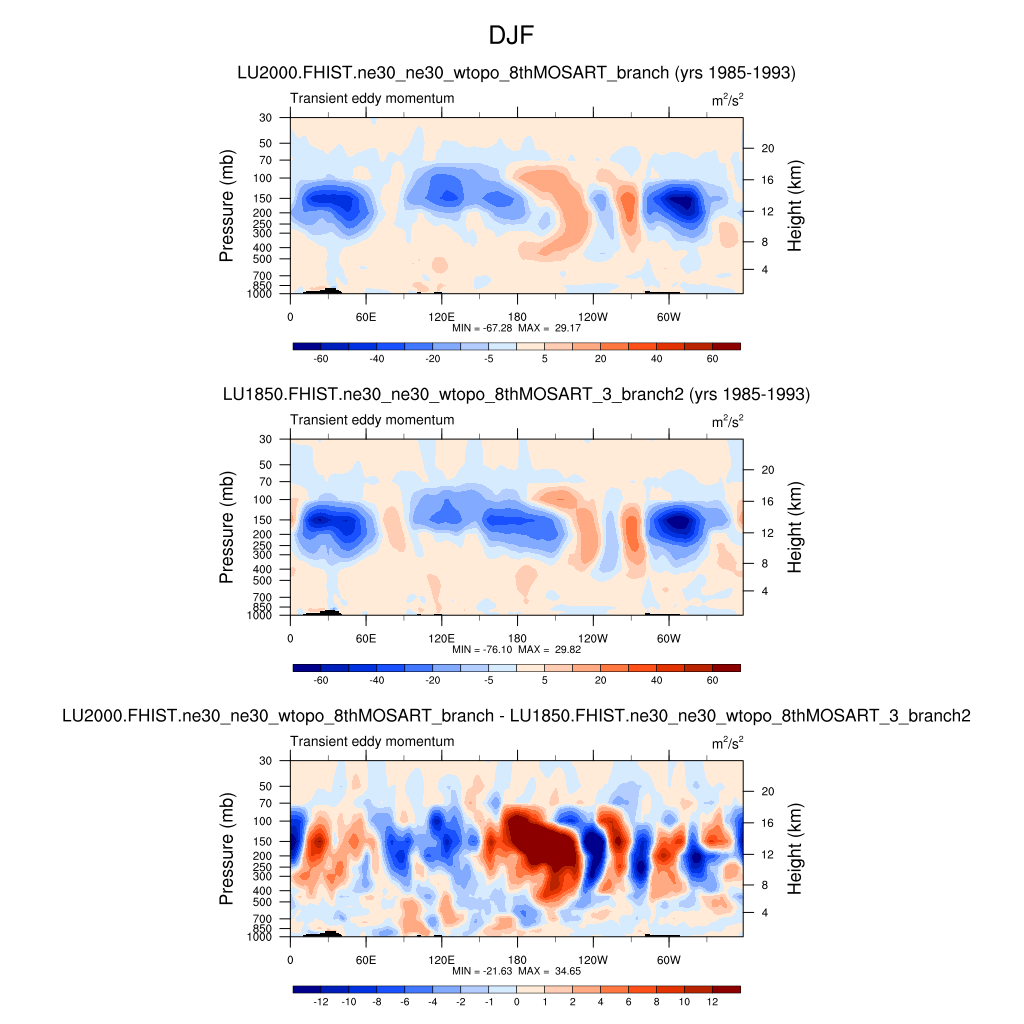 DJF
LU2000.FHIST.ne30_ne30_wtopo_8thMOSART_branch (yrs 1985-1993)
Transient eddy momentum m²/s²
Pressure (mb)
30
50
70
100
150
200
250
300
400
500
700
850
1000
20
16
12
8
4
Height (km)
0 60E 120E 180 120W 60W
MIN = -67.28 MAX = 29.17
-60 -40 -20 -5 5 20 40 60
LU1850.FHIST.ne30_ne30_wtopo_8thMOSART_3_branch2 (yrs 1985-1993)
Transient eddy momentum m²/s²
Pressure (mb)
30
50
70
100
150
200
250
300
400
500
700
850
1000
20
16
12
8
4
Height (km)
0 60E 120E 180 120W 60W
MIN = -76.10 MAX = 29.82
-60 -40 -20 -5 5 20 40 60
LU2000.FHIST.ne30_ne30_wtopo_8thMOSART_branch - LU1850.FHIST.ne30_ne30_wtopo_8thMOSART_3_branch2
Transient eddy momentum m²/s²
Pressure (mb)
30
50
70
100
150
200
250
300
400
500
700
850
1000
20
16
12
8
4
Height (km)
0 60E 120E 180 120W 60W
MIN = -21.63 MAX = 34.65
-12 -10 -8 -6 -4 -2 -1 0 1 2 4 6 8 10 12